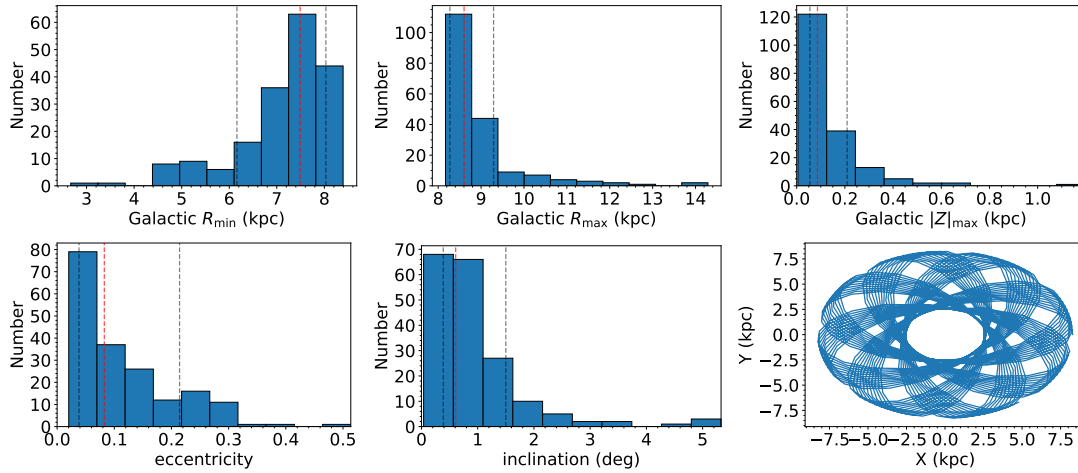 Number
60
50
40
30
20
10
0
3 4 5 6 7 8
Galactic R_min (kpc)
Number
100
80
60
40
20
0
8 9 10 11 12 13 14
Galactic R_max (kpc)
Number
120
100
80
60
40
20
0
0.0 0.2 0.4 0.6 0.8 1.0
Galactic |Z|_max (kpc)
Number
80
70
60
50
40
30
20
10
0
0.0 0.1 0.2 0.3 0.4 0.5
eccentricity
Number
70
60
50
40
30
20
10
0
0 1 2 3 4 5
inclination (deg)
Y (kpc)
7.5
5.0
2.5
0.0
−2.5
−5.0
−7.5
−7.5 −5.0 −2.5 0.0 2.5 5.0 7.5
X (kpc)